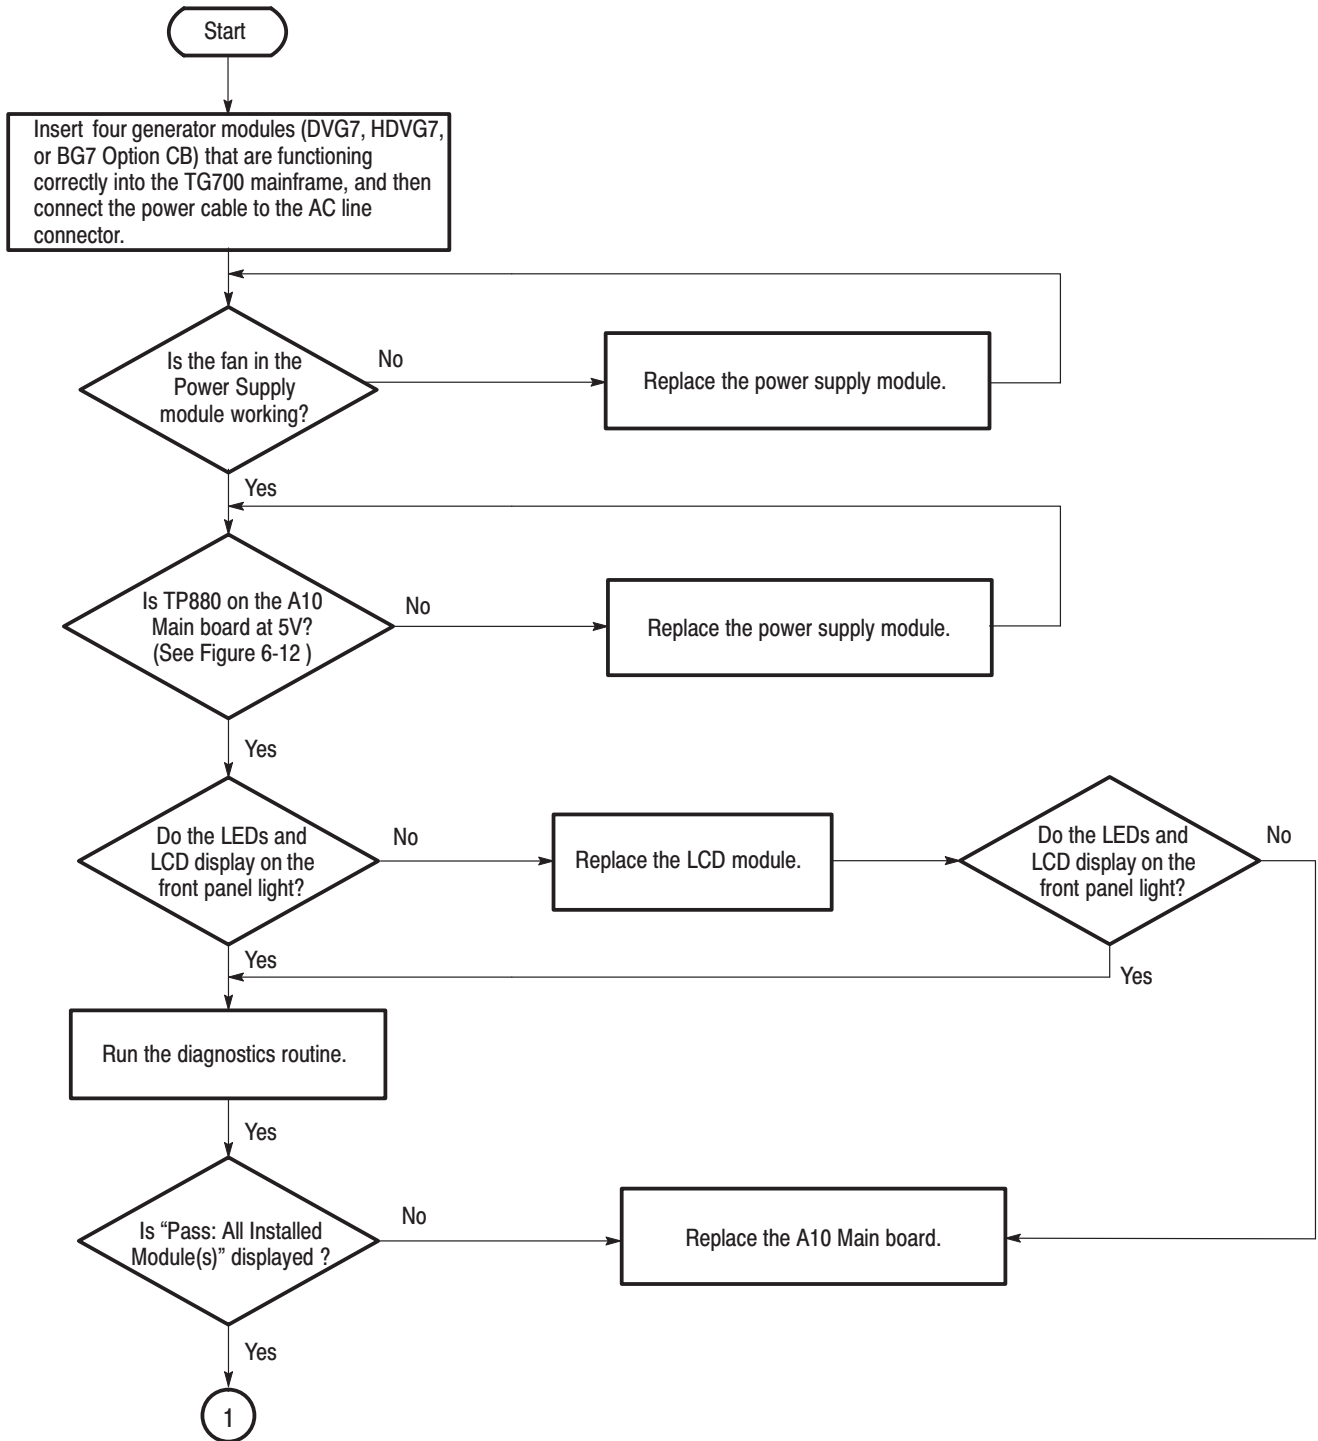 Start
Insert four generator modules (DVG7, HDVG7,
or BG7 Option CB) that are functioning
correctly into the TG700 mainframe, and then
connect the power cable to the AC line
connector.
Is the fan in the
Power Supply
module working?
No
Replace the power supply module.
Yes
Is TP880 on the A10
Main board at 5V?
(See Figure 6-12 )
No
Replace the power supply module.
Yes
Do the LEDs and
LCD display on the
front panel light?
No
Replace the LCD module.
Do the LEDs and
LCD display on the
front panel light?
No
Yes
Yes
Run the diagnostics routine.
Yes
Is “Pass: All Installed
Module(s)” displayed ?
No
Replace the A10 Main board.
Yes
1